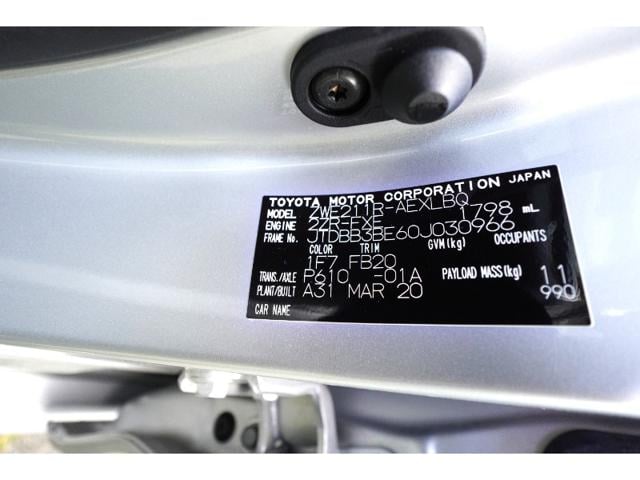 TOYOTA MOTOR CORPORATION JAPAN
MODEL ZWE211R-AEXLBQ
ENGINE 2ZR-FXE 1798 mL
FRAME No. JTDBB3BE60J030966
COLOR TRIM GVM(kg) OCCUPANTS
1F7 FB20
TRANS./AXLE P610 -01A PAYLOAD MASS(kg) 11
PLANT/BUILT A31 MAR 20 990
CAR NAME